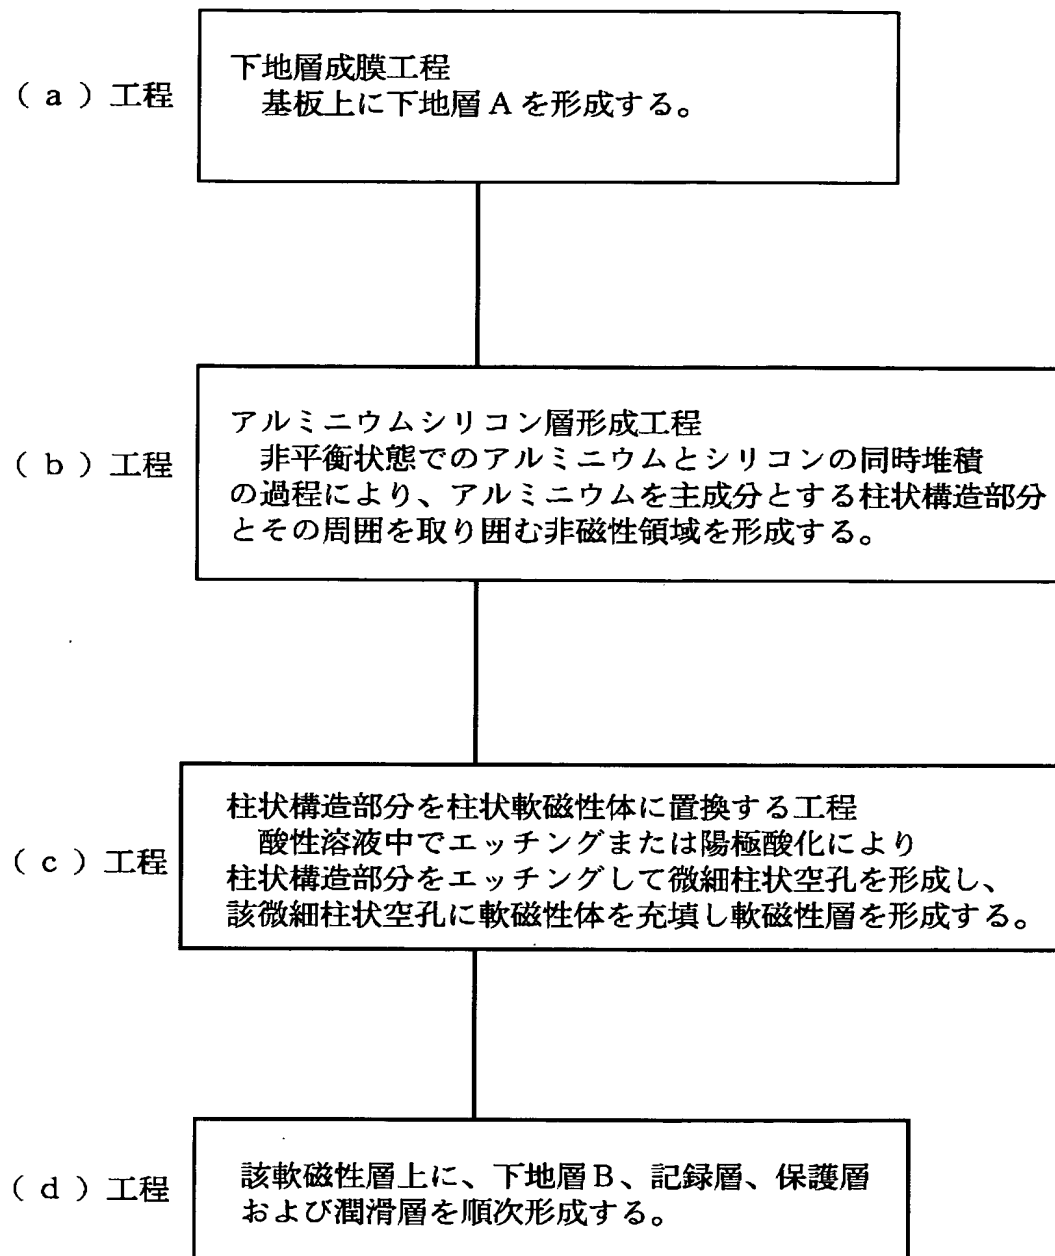 (a)工程
下地層成膜工程
基板上に下地層Aを形成する。
(b)工程
アルミニウムシリコン層形成工程
非平衡状態でのアルミニウムとシリコンの同時堆積
の過程により、アルミニウムを主成分とする柱状構造部分
とその周囲を取り囲む非磁性領域を形成する。
(c)工程
柱状構造部分を柱状軟磁性体に置換する工程
酸性溶液中でエッチングまたは陽極酸化により
柱状構造部分をエッチングして微細柱状空孔を形成し、
該微細柱状空孔に軟磁性体を充填し軟磁性層を形成する。
(d)工程
該軟磁性層上に、下地層B、記録層、保護層
および潤滑層を順次形成する。